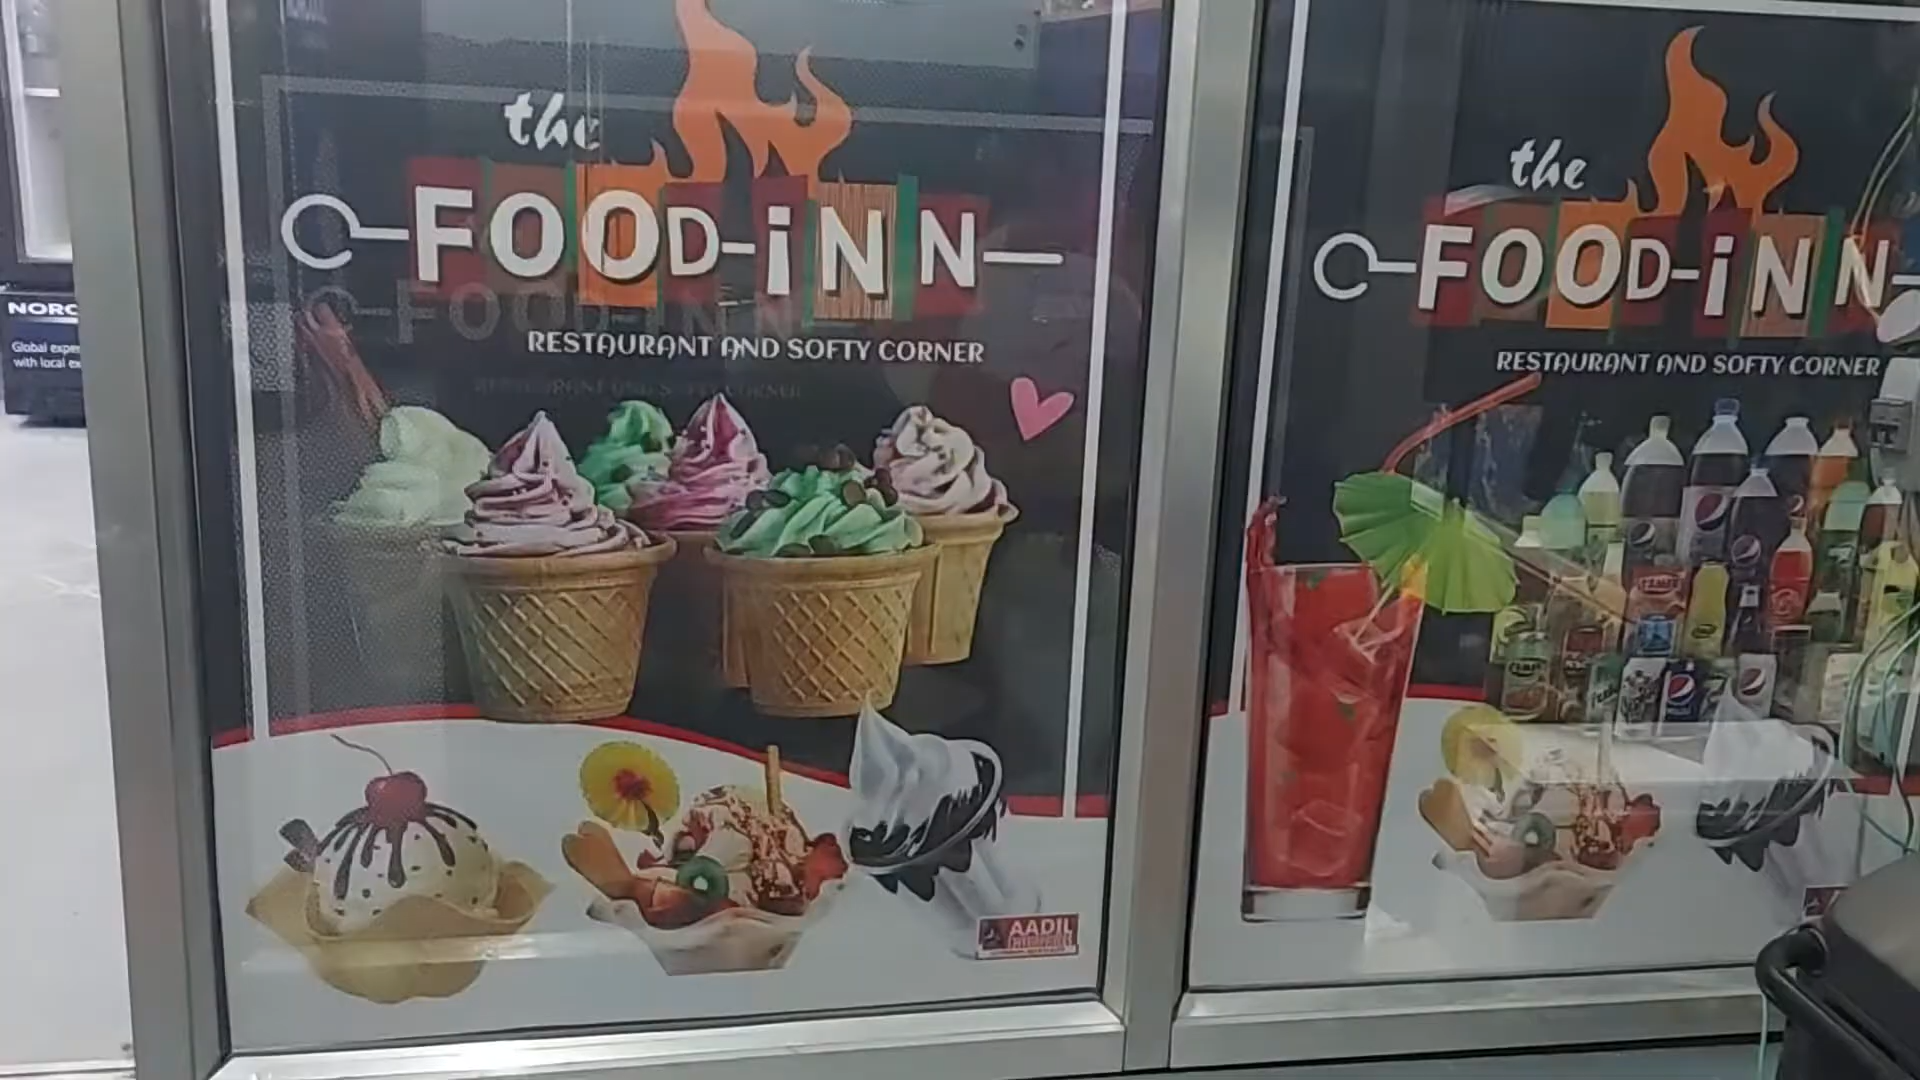 the
FOOD-iNN
RESTAURANT AND SOFTY CORNER
AADIL
the
FOOD-iNN
RESTAURANT AND SOFTY CORNER
NORC
Global exper
with local ex